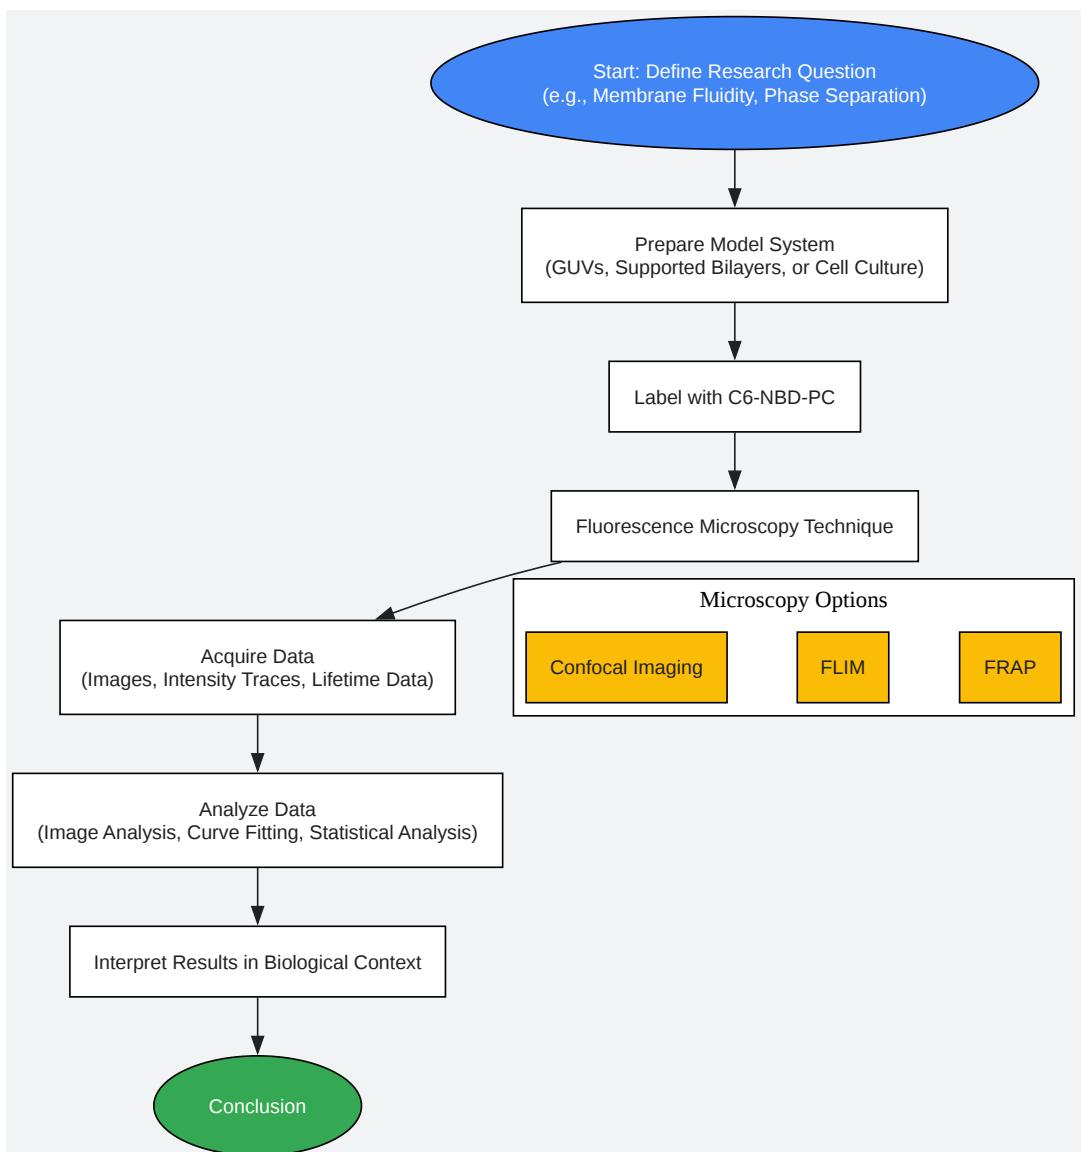 Start: Define Research Question
(e.g., Membrane Fluidity, Phase Separation)
Prepare Model System
(GUVs, Supported Bilayers, or Cell Culture)
Label with C6-NBD-PC
Fluorescence Microscopy Technique
Microscopy Options
Confocal Imaging
FLIM
FRAP
Acquire Data
(Images, Intensity Traces, Lifetime Data)
Analyze Data
(Image Analysis, Curve Fitting, Statistical Analysis)
Interpret Results in Biological Context
Conclusion